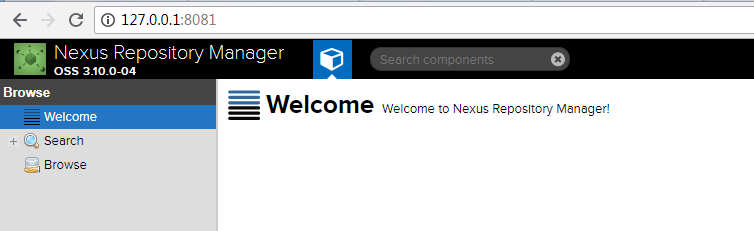 127.0.0.1:8081
Nexus Repository Manager
OSS 3.10.0-04
Search components
Browse
Welcome
Search
Browse
Welcome Welcome to Nexus Repository Manager!